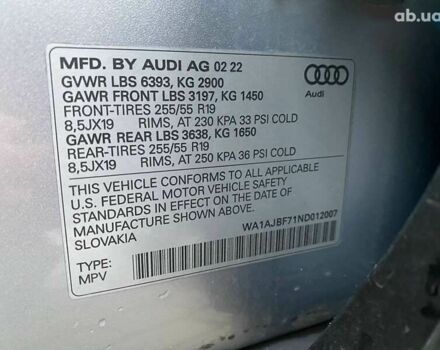 ab.ua
MFD. BY AUDI AG 02 22
GVWR LBS 6393, KG 2900
GAWR FRONT LBS 3197, KG 1450
FRONT-TIRES 255/55 R19
8,5JX19 RIMS, AT 230 KPA 33 PSI COLD
GAWR REAR LBS 3638, KG 1650
REAR-TIRES 255/55 R19
8,5JX19 RIMS, AT 250 KPA 36 PSI COLD
Audi
THIS VEHICLE CONFORMS TO ALL APPLICABLE
U.S. FEDERAL MOTOR VEHICLE SAFETY
STANDARDS IN EFFECT ON THE DATE OF
MANUFACTURE SHOWN ABOVE.
SLOVAKIA
WA1AJBF71ND012007
TYPE:
MPV